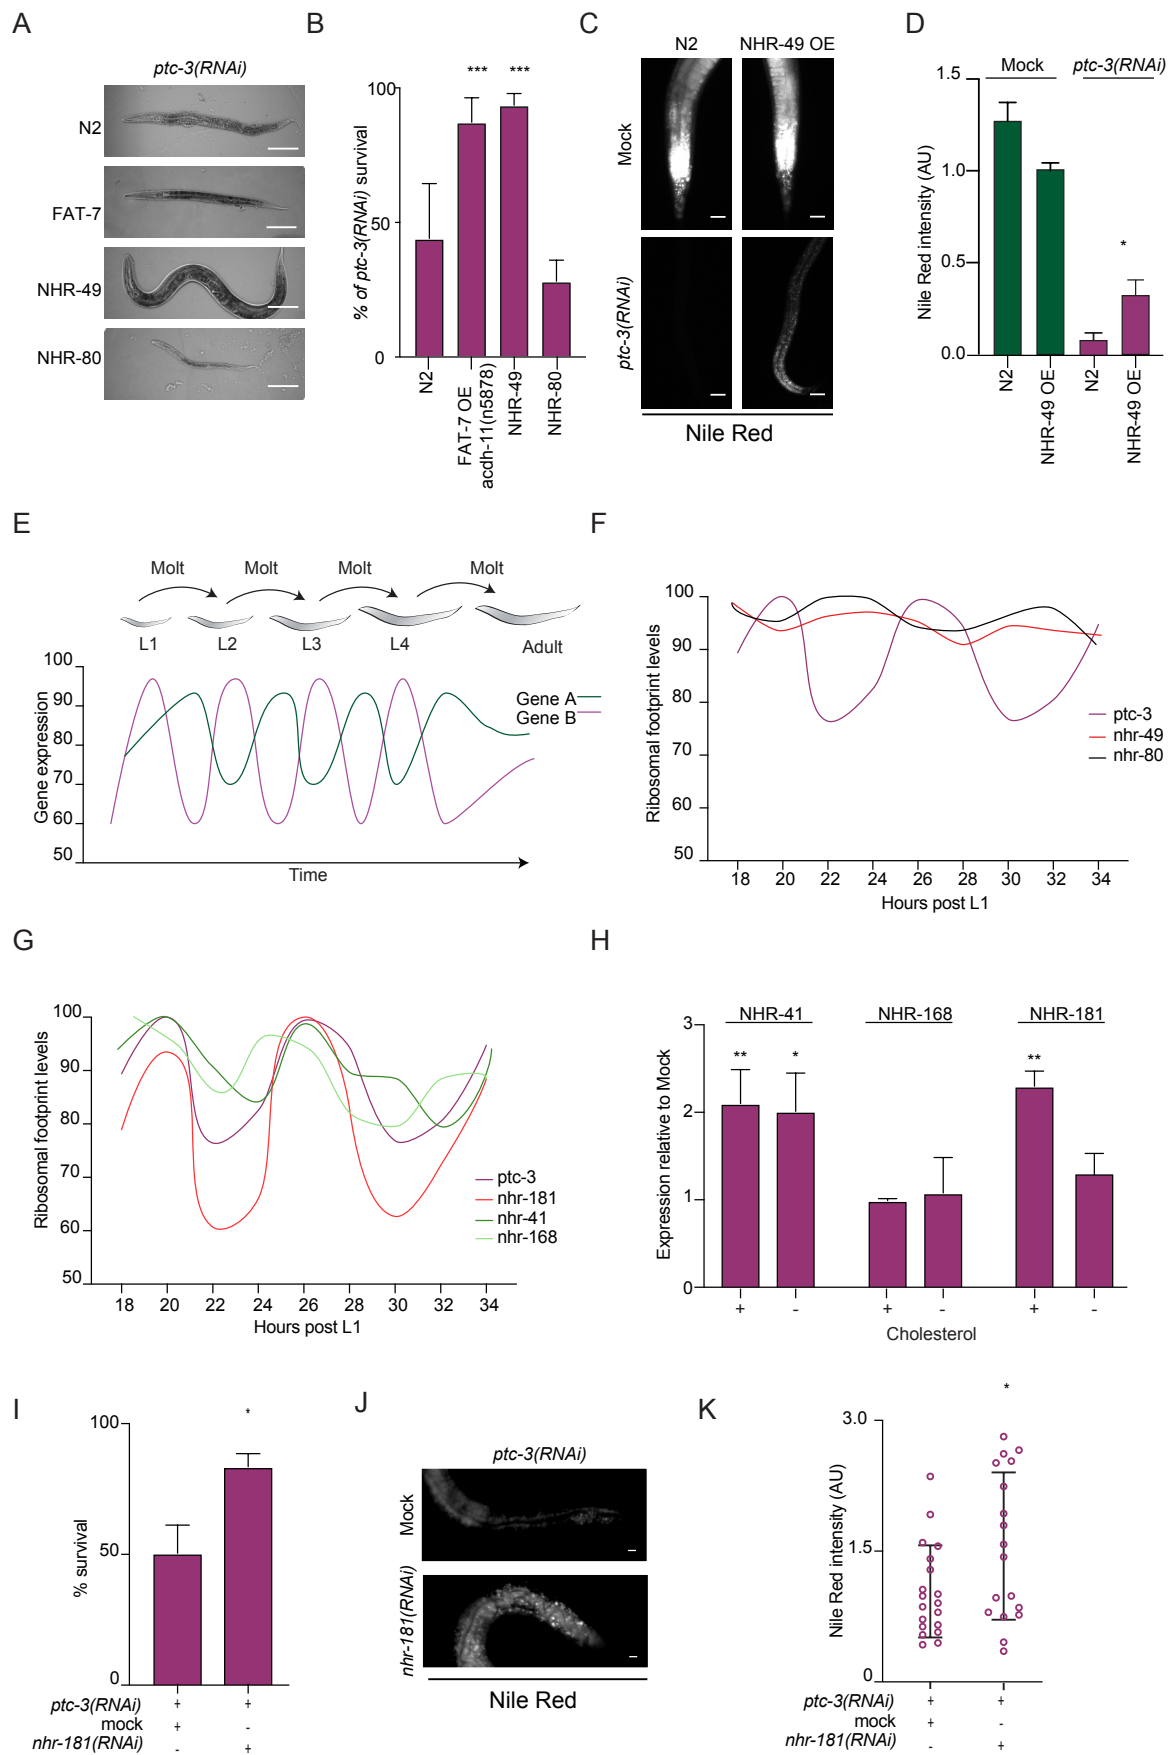 A
ptc-3(RNAi)
N2
FAT-7
NHR-49
NHR-80
B
% of ptc-3(RNAi) survival
100
50
0
***
***
N2
FAT-7 OE
acdh-11(n5878)
NHR-49
NHR-80
C
N2
NHR-49 OE
Mock
ptc-3(RNAi)
Nile Red
D
Mock
ptc-3(RNAi)
Nile Red intensity (AU)
1.5
1.0
0.5
0.0
*
N2
NHR-49 OE
N2
NHR-49 OE
E
Molt
Molt
Molt
Molt
L1
L2
L3
L4
Adult
Gene expression
100
90
80
70
60
50
Gene A
Gene B
Time
F
Ribosomal footprint levels
100
90
80
70
60
50
ptc-3
nhr-49
nhr-80
18 20 22 24 26 28 30 32 34
Hours post L1
G
Ribosomal footprint levels
100
90
80
70
60
50
ptc-3
nhr-181
nhr-41
nhr-168
18 20 22 24 26 28 30 32 34
Hours post L1
H
Expression relative to Mock
3
2
1
0
NHR-41
NHR-168
NHR-181
** * **
+ - + - + -
Cholesterol
I
% survival
100
50
0
*
ptc-3(RNAi) + +
mock + -
nhr-181(RNAi) - +
J
ptc-3(RNAi)
Mock
nhr-181(RNAi)
Nile Red
K
Nile Red intensity (AU)
3.0
1.5
0
*
ptc-3(RNAi) + +
mock + -
nhr-181(RNAi) - +